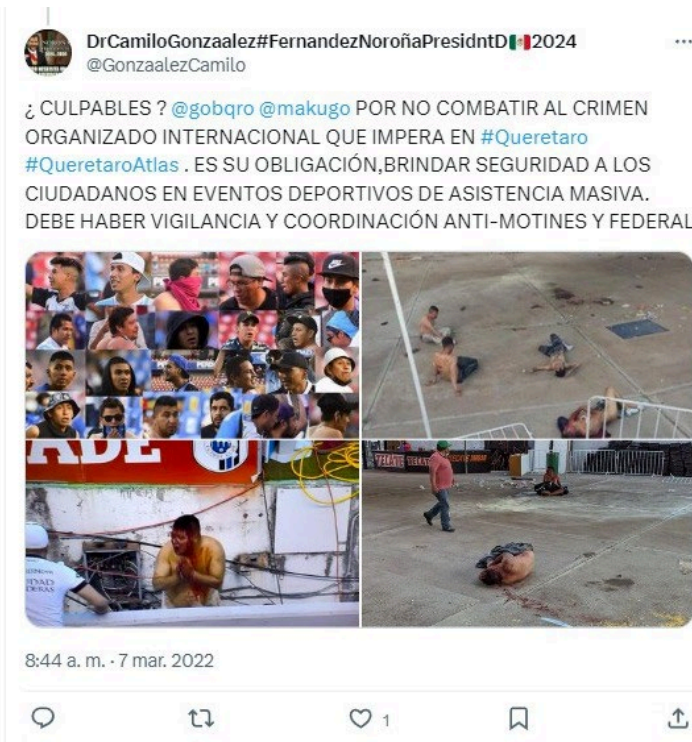 DrCamiloGonzaalez#FernandezNoroñaPresidntD🇲🇽2024
@GonzaalezCamilo
¿ CULPABLES ? @gobqro @makugo POR NO COMBATIR AL CRIMEN
ORGANIZADO INTERNACIONAL QUE IMPERA EN #Queretaro
#QueretaroAtlas . ES SU OBLIGACIÓN,BRINDAR SEGURIDAD A LOS
CIUDADANOS EN EVENTOS DEPORTIVOS DE ASISTENCIA MASIVA.
DEBE HABER VIGILANCIA Y COORDINACIÓN ANTI-MOTINES Y FEDERAL
ADE
TECATE TECATE
8:44 a. m. · 7 mar. 2022
1